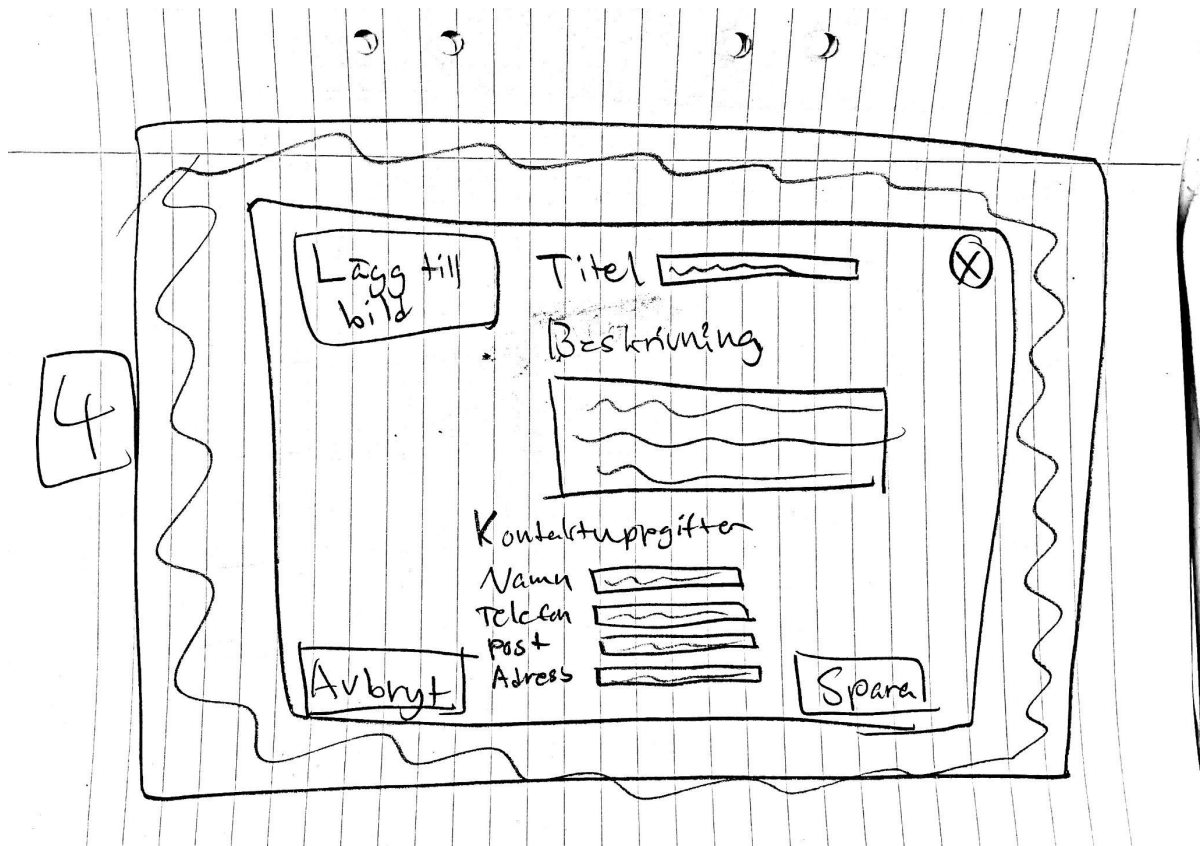 4
Lägg till
bild
Titel
X
Beskrivning
Kontaktuppgifter
Namn
Telefon
post
Adress
Avbryt
Spara